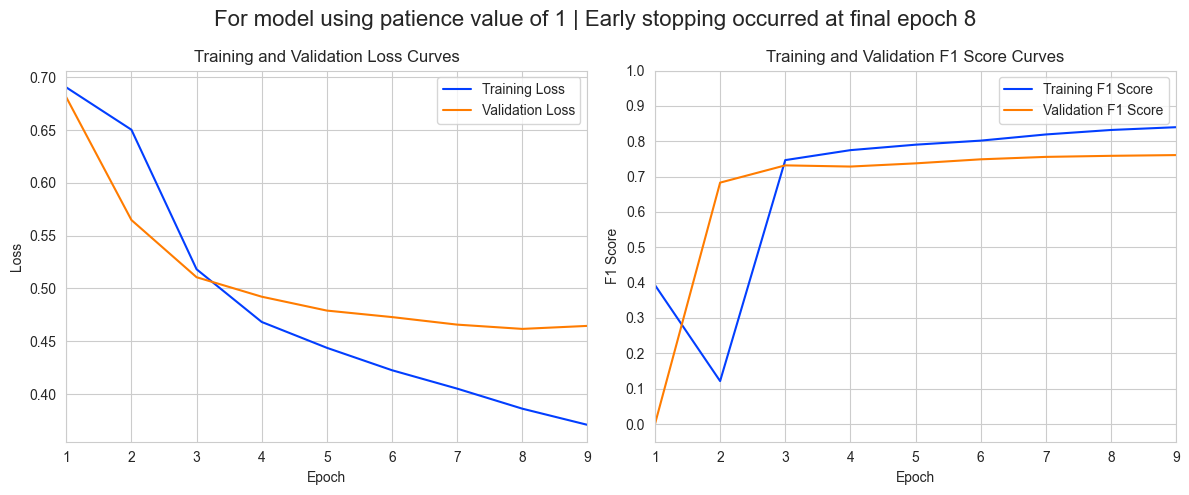 For model using patience value of 1 | Early stopping occurred at final epoch 8
Training and Validation Loss Curves
0.70
0.65
0.60
0.55
0.50
0.45
0.40
Loss
Training Loss
Validation Loss
1 2 3 4 5 6 7 8 9
Epoch
Training and Validation F1 Score Curves
1.0
0.9
0.8
0.7
0.6
0.5
0.4
0.3
0.2
0.1
0.0
F1 Score
Training F1 Score
Validation F1 Score
1 2 3 4 5 6 7 8 9
Epoch